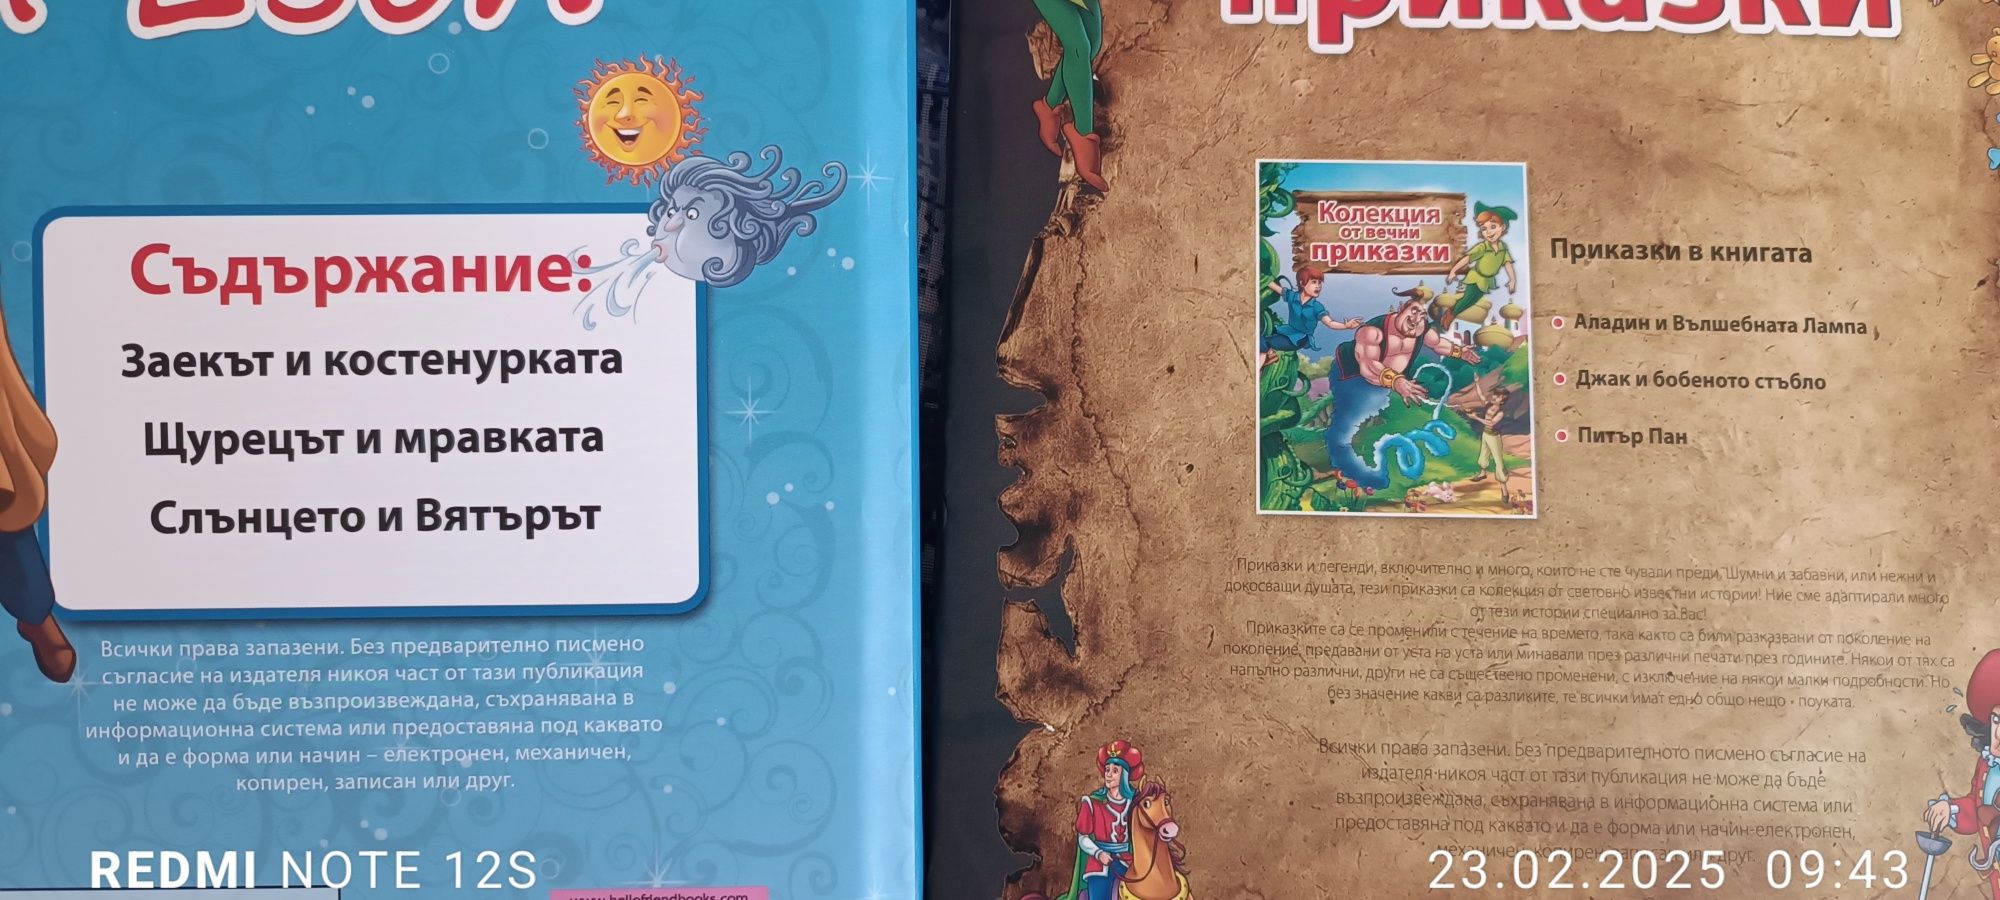 Съдържание:
Заекът и костенурката
Щурецът и мравката
Слънцето и Вятърът
Всички права запазени. Без предварително писмено
съгласие на издателя никоя част от тази публикация
не може да бъде възпроизвеждана, съхранявана в
информационна система или предоставяна под каквато
и да е форма или начин – електронен, механичен,
копирен, записан или друг.
www.hellofriendbooks.com
REDMI NOTE 12S
приказки
Колекция
от вечни
приказки
Приказки в книгата
Аладин и Вълшебната Лампа
Джак и бобеното стъбло
Питър Пан
Приказки и легенди, включително и много, които не сте чували преди. Шумни и забавни, или нежни и
докосващи душата, тези приказки са колекция от световно известни истории! Ние сме адаптирали много
от тези истории специално за Вас!
Приказките са се променили с течение на времето, така както са били разказвани от поколение на
поколение, предавани от уста на уста или минавали през различни печати през годините. Някои от тях са
напълно различни, други не са съществено променени, с изключение на някои малки подробности. Но
без значение какви са разликите, те всички имат едно общо нещо - поуката.
Всички права запазени. Без предварителното писмено съгласие на
издателя никоя част от тази публикация не може да бъде
възпроизвеждана, съхранявана в информационна система или
предоставяна под каквато и да е форма или начин-електронен,
механичен, копирен, записан или друг.
23.02.2025 09:43